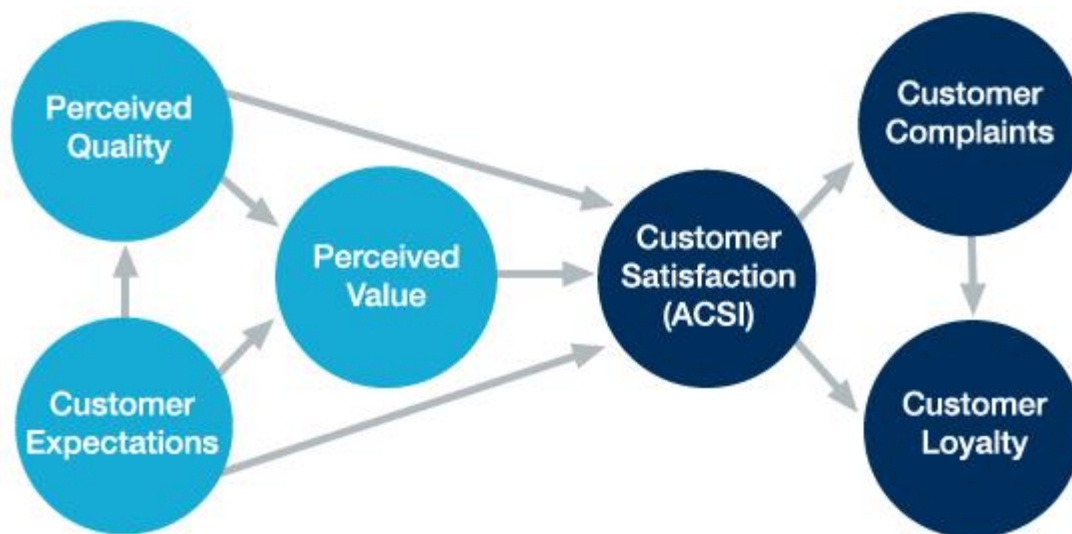 Perceived
Quality
Customer
Expectations
Perceived
Value
Customer
Satisfaction
(ACSI)
Customer
Complaints
Customer
Loyalty